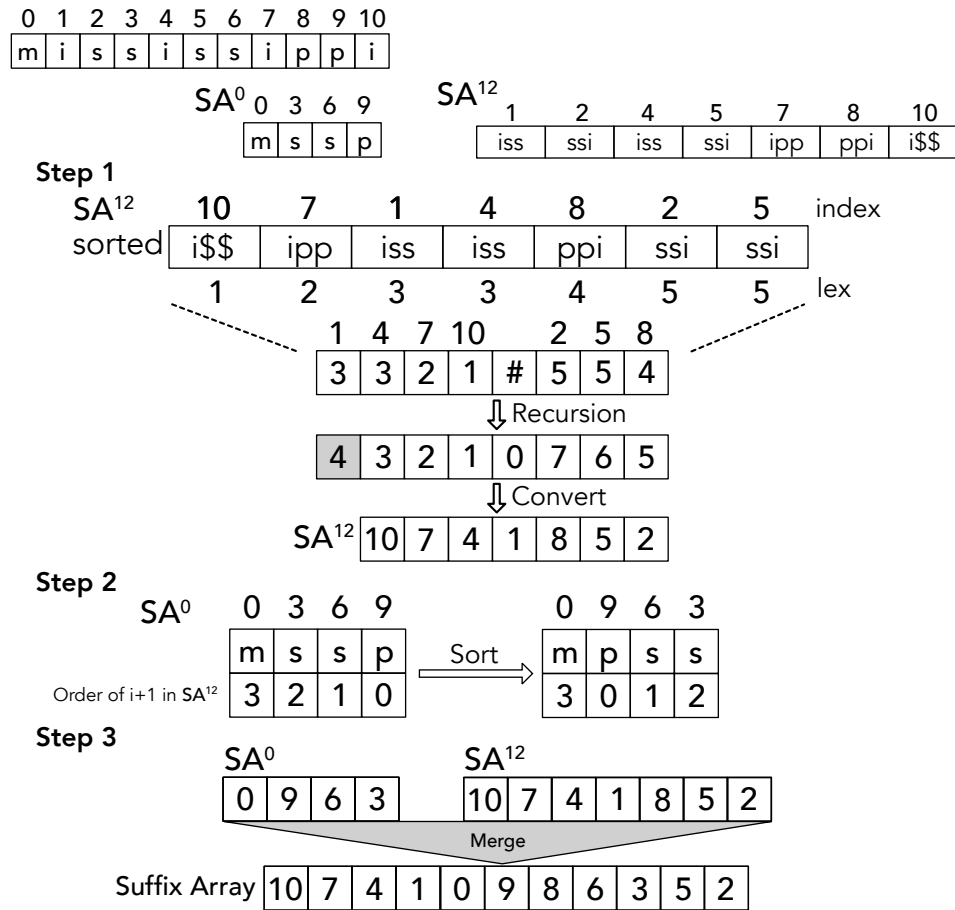 0 1 2 3 4 5 6 7 8 9 10
m i s s i s s i p p i
SA⁰ 0 3 6 9
m s s p
SA¹² 1 2 4 5 7 8 10
iss ssi iss ssi ipp ppi i$$
Step 1
SA¹² 10 7 1 4 8 2 5 index
sorted i$$ ipp iss iss ppi ssi ssi
1 2 3 3 4 5 5 lex
1 4 7 10 2 5 8
3 3 2 1 # 5 5 4
Recursion
4 3 2 1 0 7 6 5
Convert
SA¹² 10 7 4 1 8 5 2
Step 2
SA⁰ 0 3 6 9
m s s p
Order of i+1 in SA¹² 3 2 1 0
Sort
0 9 6 3
m p s s
3 0 1 2
Step 3
SA⁰
0 9 6 3
SA¹²
10 7 4 1 8 5 2
Merge
Suffix Array 10 7 4 1 0 9 8 6 3 5 2